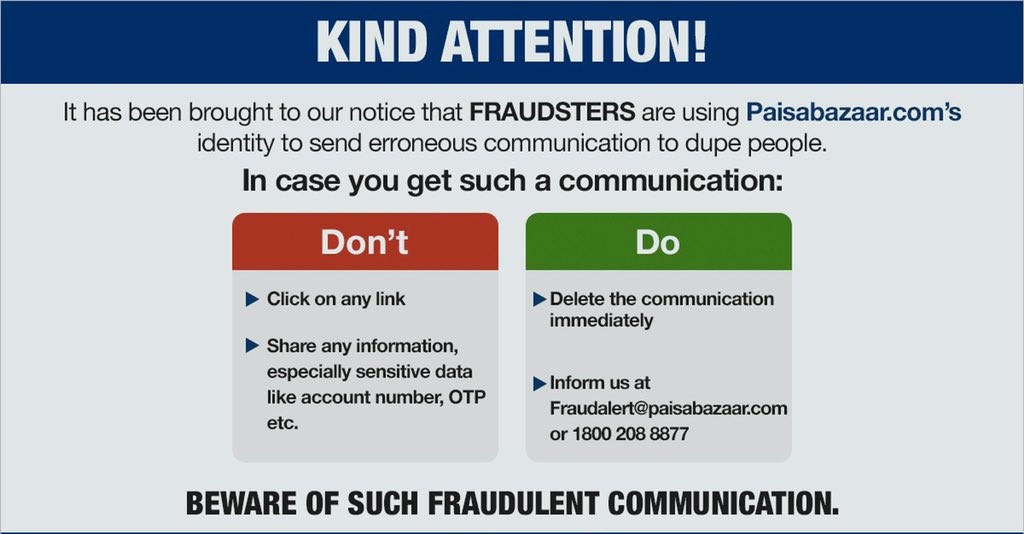 KIND ATTENTION!
It has been brought to our notice that FRAUDSTERS are using Paisabazaar.com's
identity to send erroneous communication to dupe people.
In case you get such a communication:
Don't
Click on any link
Share any information,
especially sensitive data
like account number, OTP
etc.
Do
Delete the communication
immediately
Inform us at
Fraudalert@paisabazaar.com
or 1800 208 8877
BEWARE OF SUCH FRAUDULENT COMMUNICATION.